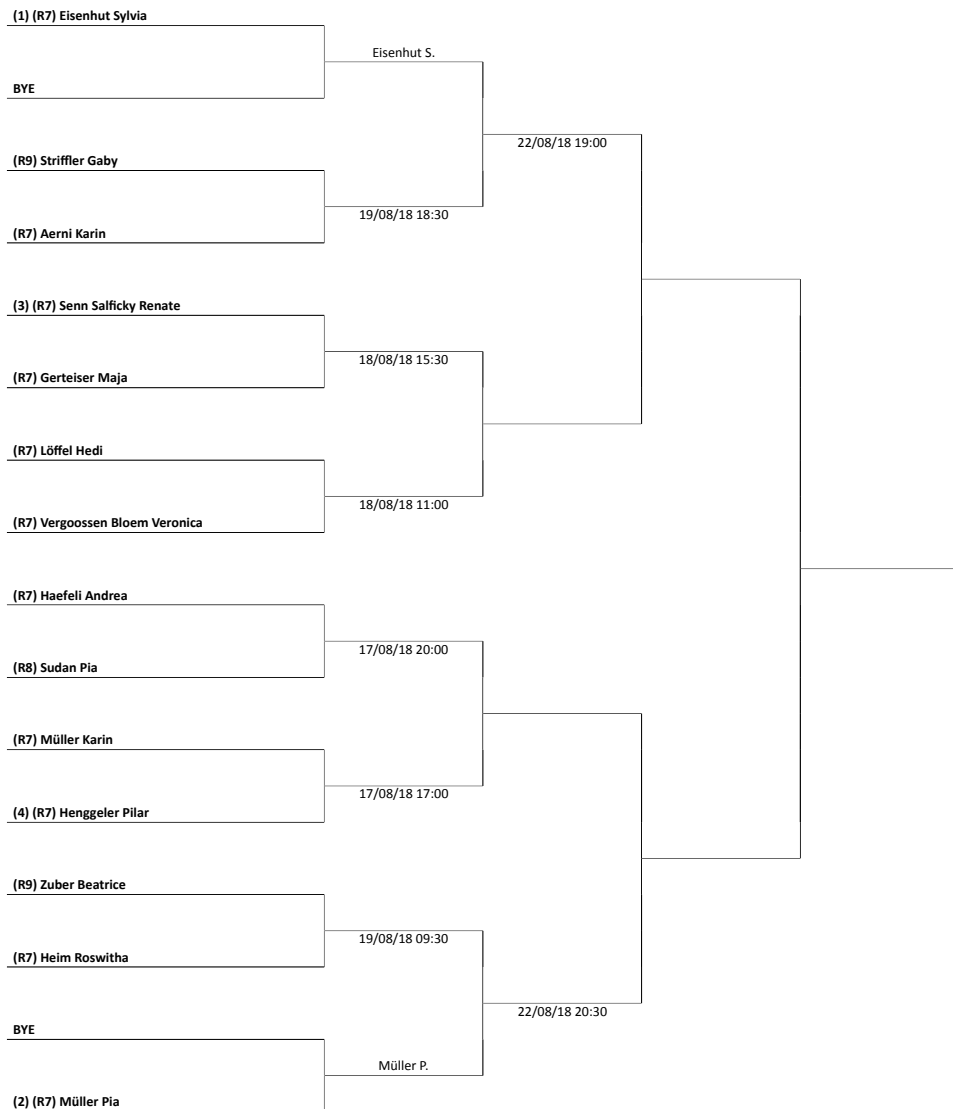 (1) (R7) Eisenhut Sylvia
Eisenhut S.
BYE
22/08/18 19:00
(R9) Striffler Gaby
19/08/18 18:30
(R7) Aerni Karin
(3) (R7) Senn Salficky Renate
18/08/18 15:30
(R7) Gerteiser Maja
(R7) Löffel Hedi
18/08/18 11:00
(R7) Vergoossen Bloem Veronica
(R7) Haefeli Andrea
17/08/18 20:00
(R8) Sudan Pia
(R7) Müller Karin
17/08/18 17:00
(4) (R7) Henggeler Pilar
(R9) Zuber Beatrice
19/08/18 09:30
(R7) Heim Roswitha
22/08/18 20:30
BYE
Müller P.
(2) (R7) Müller Pia